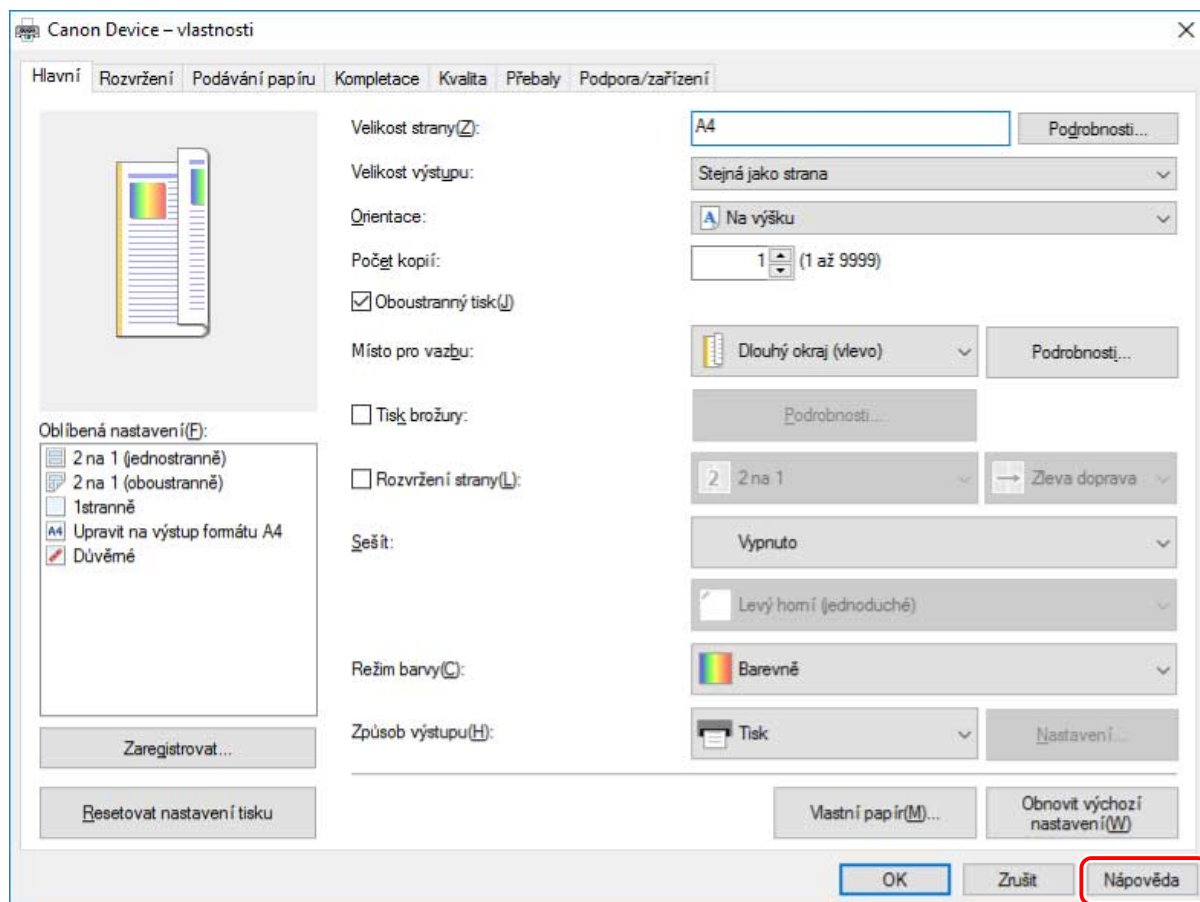 Canon Device – vlastnosti
Hlavní Rozvržení Podávání papíru Kompletace Kvalita Přebaly Podpora/zařízení
Velikost strany(Z): A4 Podrobnosti...
Velikost výstupu: Stejná jako strana
Orientace: A Na výšku
Počet kopií: 1 (1 až 9999)
Oboustranný tisk(J)
Místo pro vazbu: Dlouhý okraj (vlevo) Podrobnosti...
Tisk brožury: Podrobnosti...
Oblíbená nastavení(F):
2 na 1 (jednostranně)
2 na 1 (oboustranně)
1stranně
A4 Upravit na výstup formátu A4
Důvěrné
Rozvržení strany(L): 2 2 na 1 Zleva doprava
Sešít: Vypnuto
Levý horní (jednoduché)
Režim barvy(C): Barevně
Způsob výstupu(H): Tisk Nastavení...
Zaregistrovat...
Resetovat nastavení tisku
Vlastní papír(M)...
Obnovit výchozí
nastavení(W)
OK Zrušit Nápověda